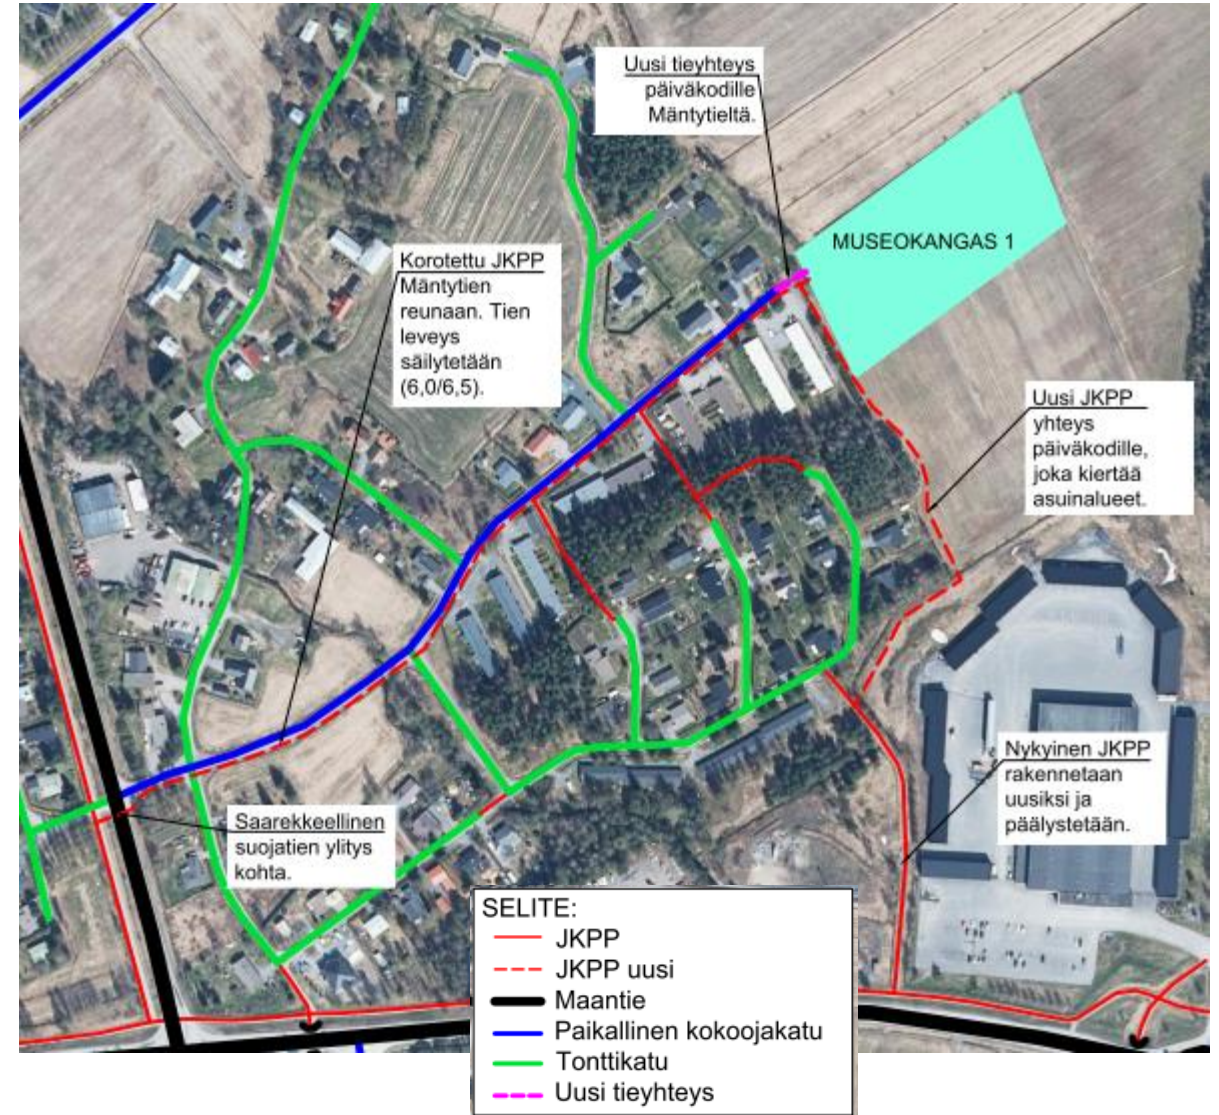 Uusi tieyhteys
päiväkodille
Mäntytieltä.
MUSEOKANGAS 1
Korotettu JKPP
Mäntytien
reunaan. Tien
leveys
säilytetään
(6,0/6,5).
Uusi JKPP
yhteys
päiväkodille,
joka kiertää
asuinalueet.
Nykyinen JKPP
rakennetaan
uusiksi ja
päälystetään.
Saarekkeellinen
suojatien ylitys
kohta.
SELITE:
JKPP
JKPP uusi
Maantie
Paikallinen kokoojakatu
Tonttikatu
Uusi tieyhteys